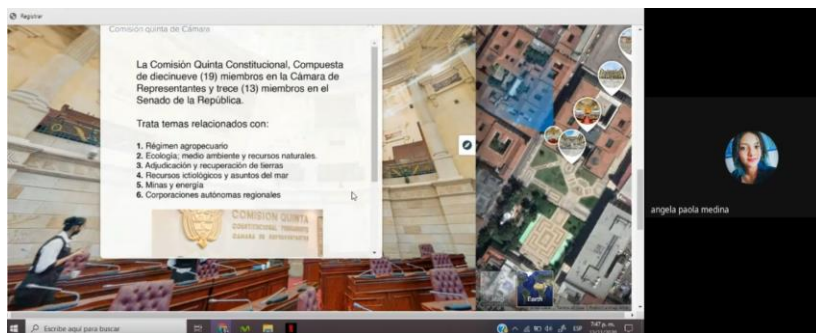 Registrar
Comisión quinta de Cámara
La Comisión Quinta Constitucional, Compuesta
de diecinueve (19) miembros en la Cámara de
Representantes y trece (13) miembros en el
Senado de la República.
Trata temas relacionados con:
1. Régimen agropecuario
2. Ecología; medio ambiente y recursos naturales.
3. Adjudicación y recuperación de tierras
4. Recursos ictiológicos y asuntos del mar
5. Minas y energía
6. Corporaciones autónomas regionales
COMISION QUINTA
CONSTITUCIONAL PERMANENTE
CAMARA DE REPRESENTANTES
angela paola medina
Earth
Escribe aquí para buscar
ESP
7:47 p. m.